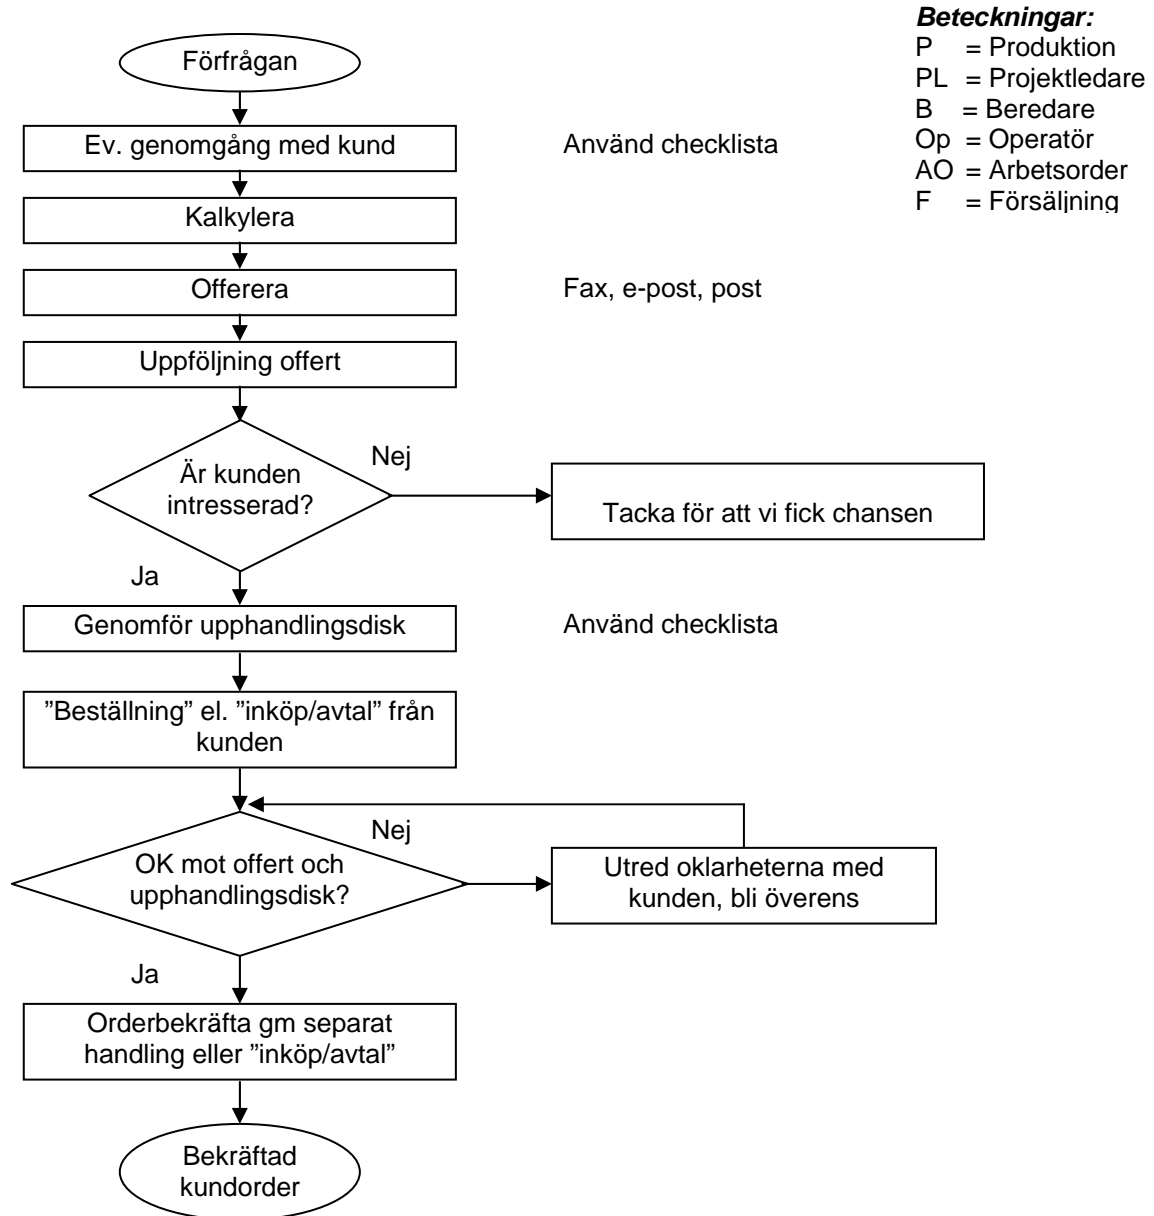 Beteckningar:
P = Produktion
PL = Projektledare
B = Beredare
Op = Operatör
AO = Arbetsorder
F = Försäljning
Förfrågan
Ev. genomgång med kund
Använd checklista
Kalkylera
Offerera
Fax, e-post, post
Uppföljning offert
Är kunden
intresserad?
Nej
Tacka för att vi fick chansen
Ja
Genomför upphandlingsdisk
Använd checklista
”Beställning” el. ”inköp/avtal” från
kunden
OK mot offert och
upphandlingsdisk?
Nej
Utred oklarheterna med
kunden, bli överens
Ja
Orderbekräfta gm separat
handling eller ”inköp/avtal”
Bekräftad
kundorder